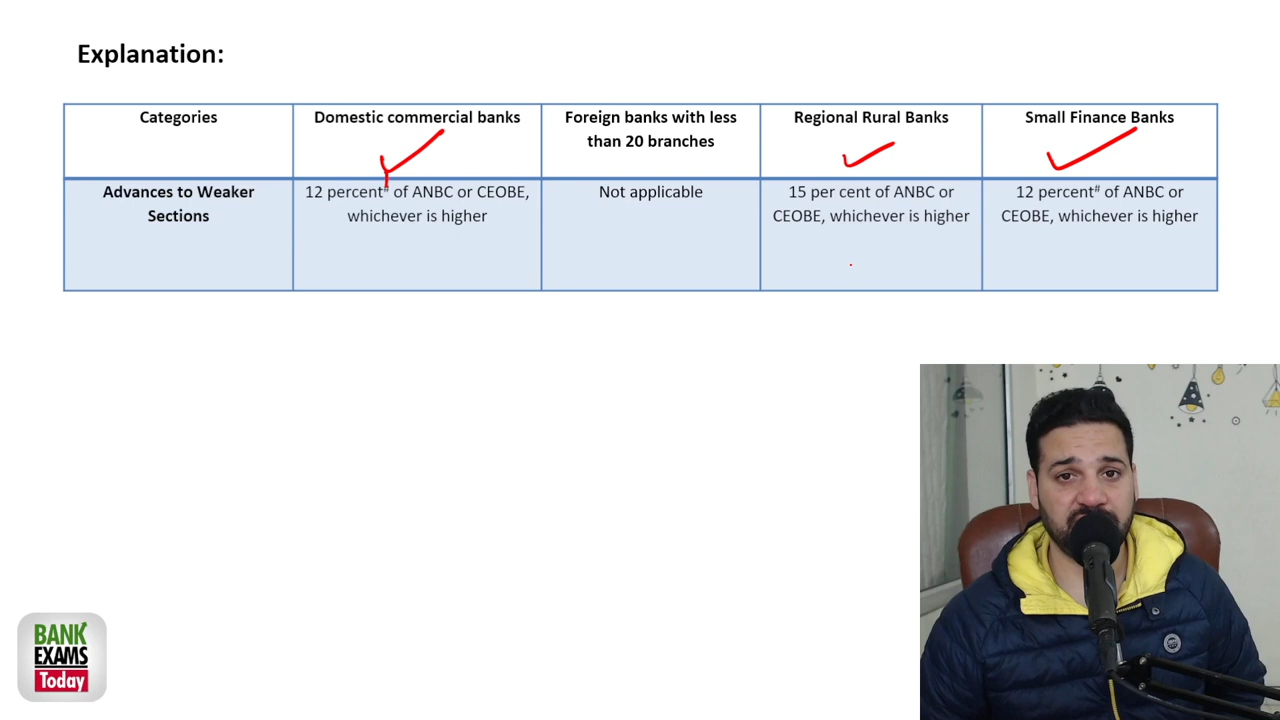 Explanation:
Categories
Domestic commercial banks
Foreign banks with less
than 20 branches
Regional Rural Banks
Small Finance Banks
Advances to Weaker
Sections
12 percent# of ANBC or CEOBE,
whichever is higher
Not applicable
15 per cent of ANBC or
CEOBE, whichever is higher
12 percent# of ANBC or
CEOBE, whichever is higher
BANK
EXAMS
Today